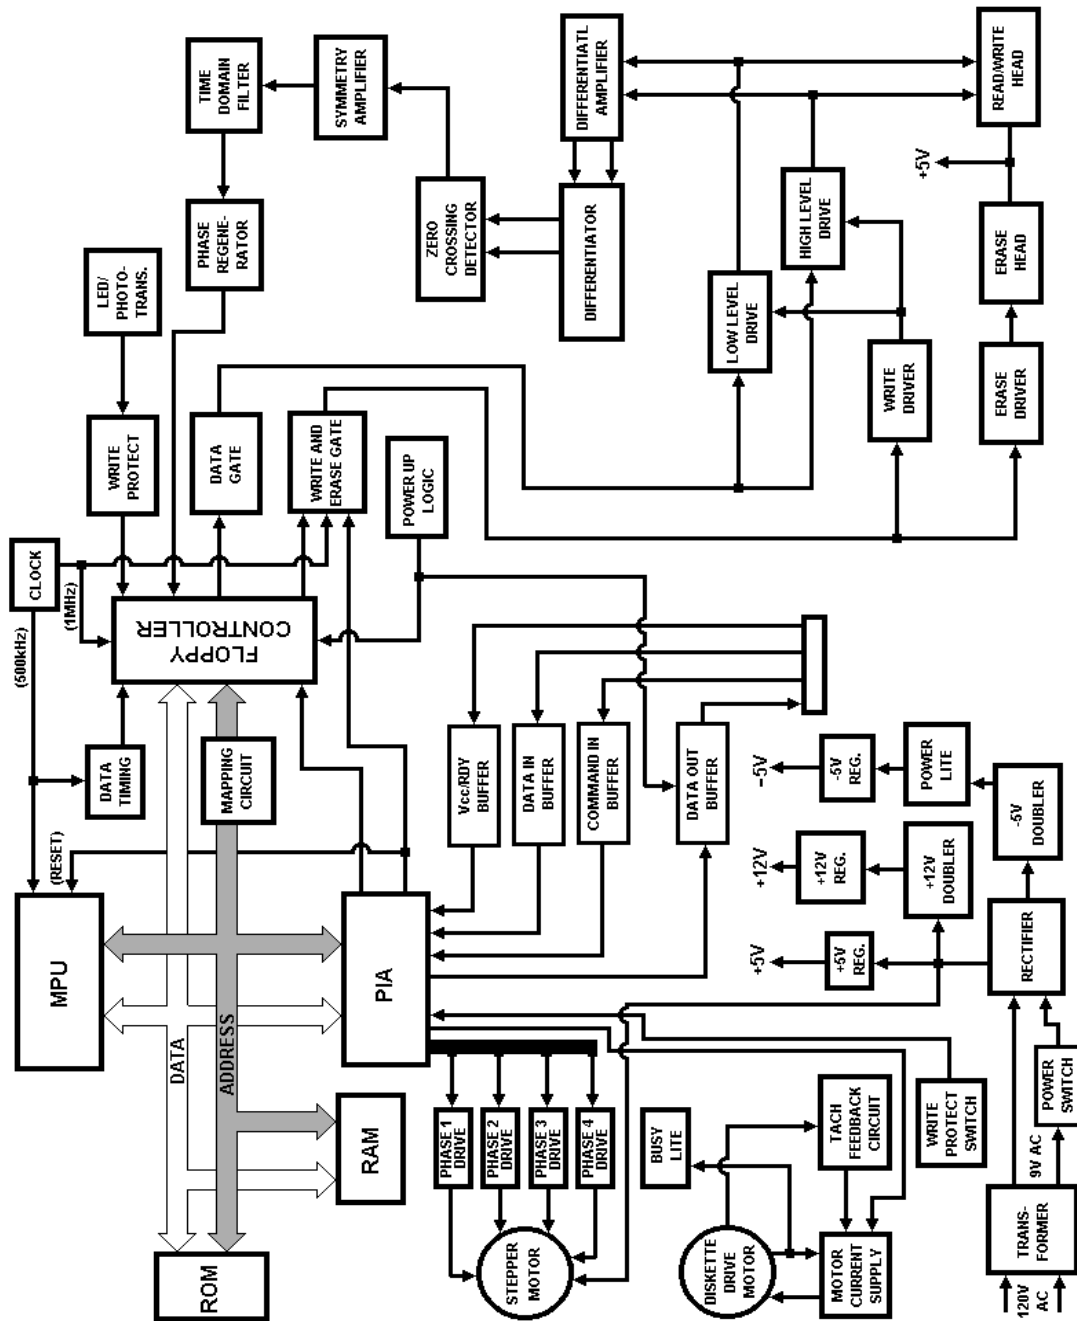 ROM
MPU
(RESET)
(500kHz)
CLOCK
(1MHz)
DATA
TIMING
FLOPPY
CONTROLLER
WRITE
PROTECT
LED/
PHOTO-
TRANS.
PHASE
REGENE-
RATOR
TIME
DOMAIN
FILTER
SYMMETRY
AMPLIFIER
DATA
ADDRESS
MAPPING
CIRCUIT
DATA
GATE
WRITE AND
ERASE GATE
POWER UP
LOGIC
ZERO
CROSSING
DETECTOR
DIFFERENTIATL
AMPLIFIER
DIFFERENTIATOR
RAM
PIA
PHASE 1
DRIVE
PHASE 2
DRIVE
PHASE 3
DRIVE
PHASE 4
DRIVE
STEPPER
MOTOR
Vcc/RDY
BUFFER
DATA IN
BUFFER
COMMAND IN
BUFFER
DATA OUT
BUFFER
LOW LEVEL
DRIVE
HIGH LEVEL
DRIVE
WRITE
DRIVER
ERASE
DRIVER
ERASE
HEAD
+5V
READ/WRITE
HEAD
BUSY
LITE
DISKETTE
DRIVE
MOTOR
TACH
FEEDBACK
CIRCUIT
MOTOR
CURRENT
SUPPLY
WRITE
PROTECT
SWITCH
+5V
+5V
REG.
+12V
+12V
REG.
+12V
DOUBLER
-5V
-5V
REG.
POWER
LITE
-5V
DOUBLER
RECTIFIER
POWER
SWITCH
9V AC
TRANS-
FORMER
120V
AC